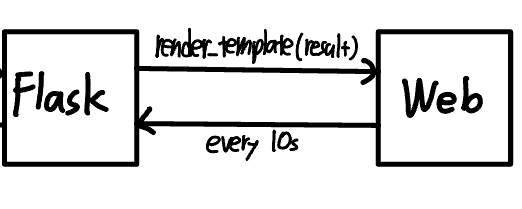 render_template(result)
Flask
Web
every 10s